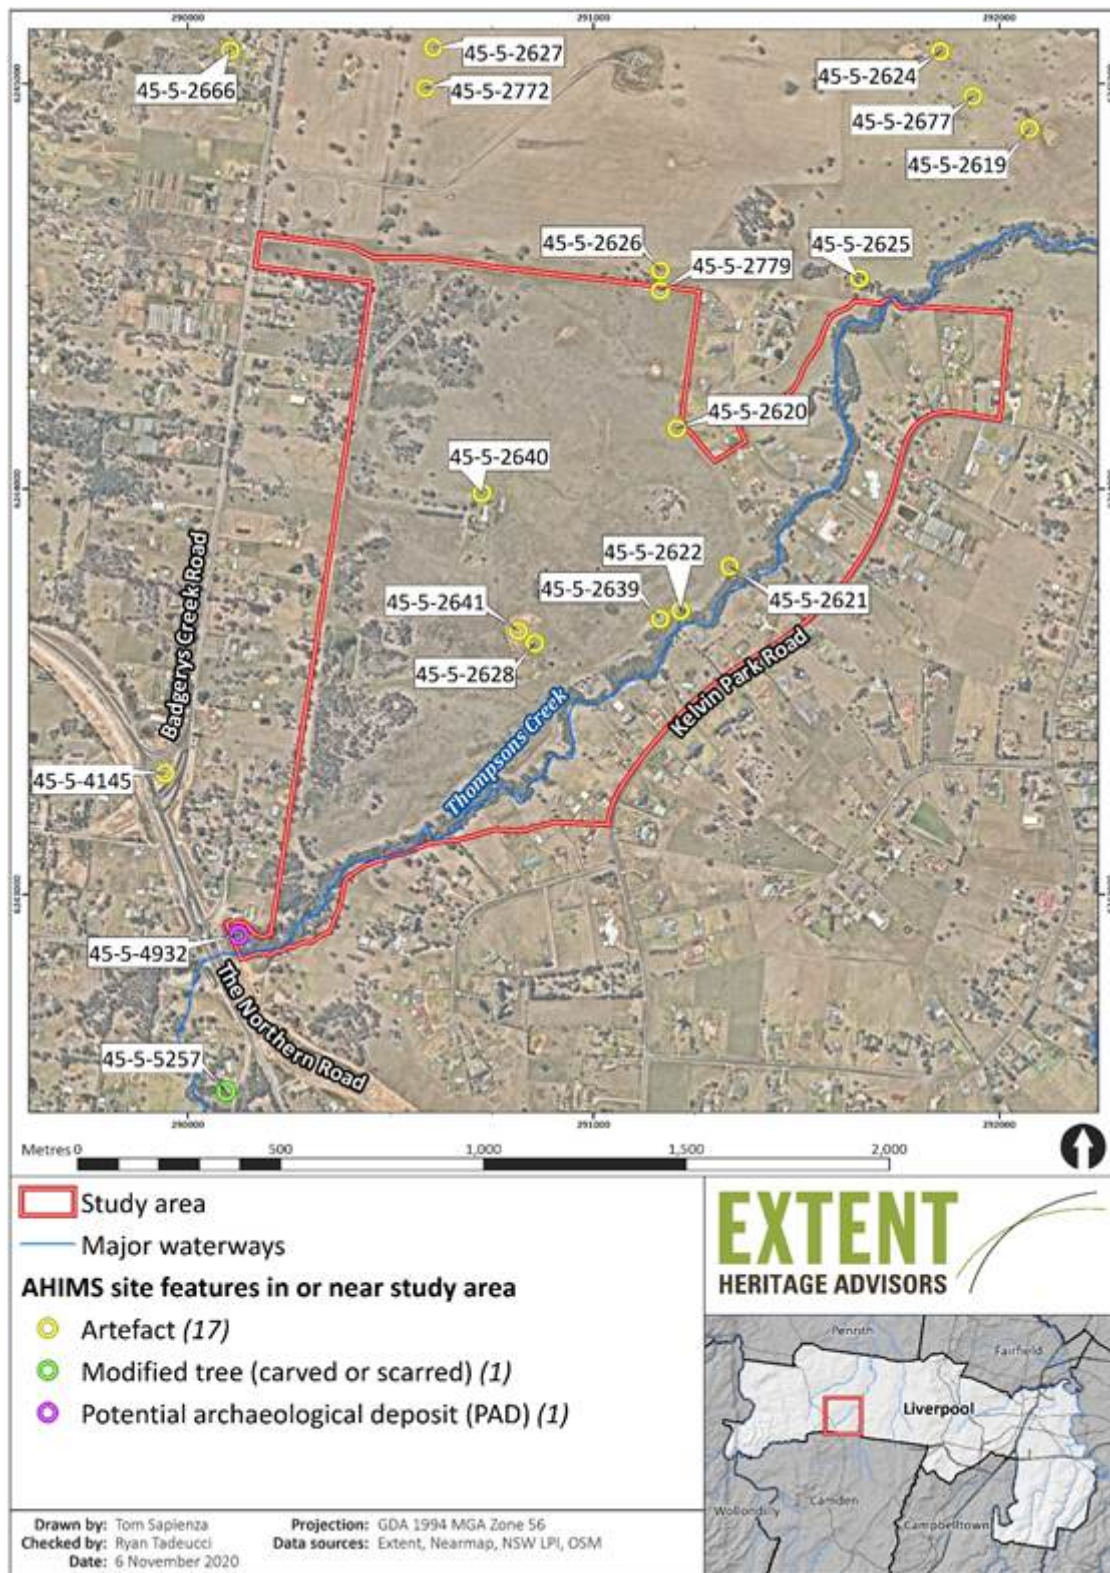 290000
291000
292000
45-5-2627
45-5-2666
45-5-2772
45-5-2624
45-5-2677
45-5-2619
45-5-2626
45-5-2779
45-5-2625
45-5-2620
45-5-2640
45-5-2622
45-5-2639
45-5-2621
45-5-2641
45-5-2628
Badgerys Creek Road
Kelvin Park Road
Thompsons Creek
45-5-4145
6244000
6243000
45-5-4932
The Northern Road
45-5-5257
290000
291000
292000
Metres 0 500 1,000 1,500 2,000
Study area
Major waterways
AHIMS site features in or near study area
Artefact (17)
Modified tree (carved or scarred) (1)
Potential archaeological deposit (PAD) (1)
EXTENT
HERITAGE ADVISORS
Penrith
Fairfield
Liverpool
Camden
Wollondilly
Campbelltown
Drawn by: Tom Sapienza
Checked by: Ryan Tadeucci
Date: 6 November 2020
Projection: GDA 1994 MGA Zone 56
Data sources: Extent, Nearmap, NSW LPI, OSM